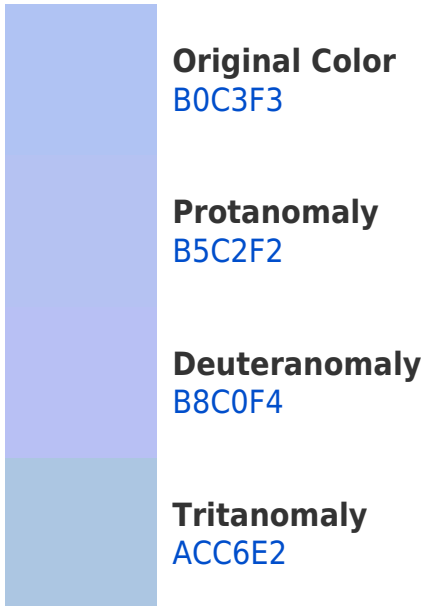 Original Color
B0C3F3
Protanomaly
B5C2F2
Deuteranomaly
B8C0F4
Tritanomaly
ACC6E2